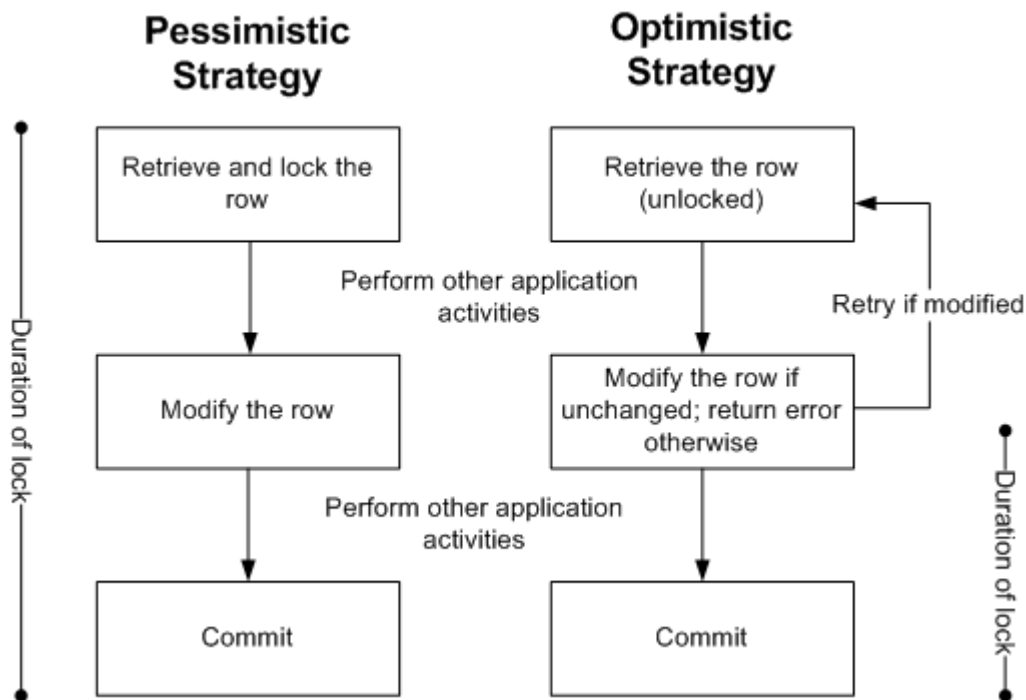 Pessimistic
Strategy
Optimistic
Strategy
Retrieve and lock the
row
Retrieve the row
(unlocked)
Perform other application
activities
Retry if modified
Duration of lock
Modify the row
Modify the row if
unchanged; return error
otherwise
Perform other application
activities
Duration of lock
Commit
Commit